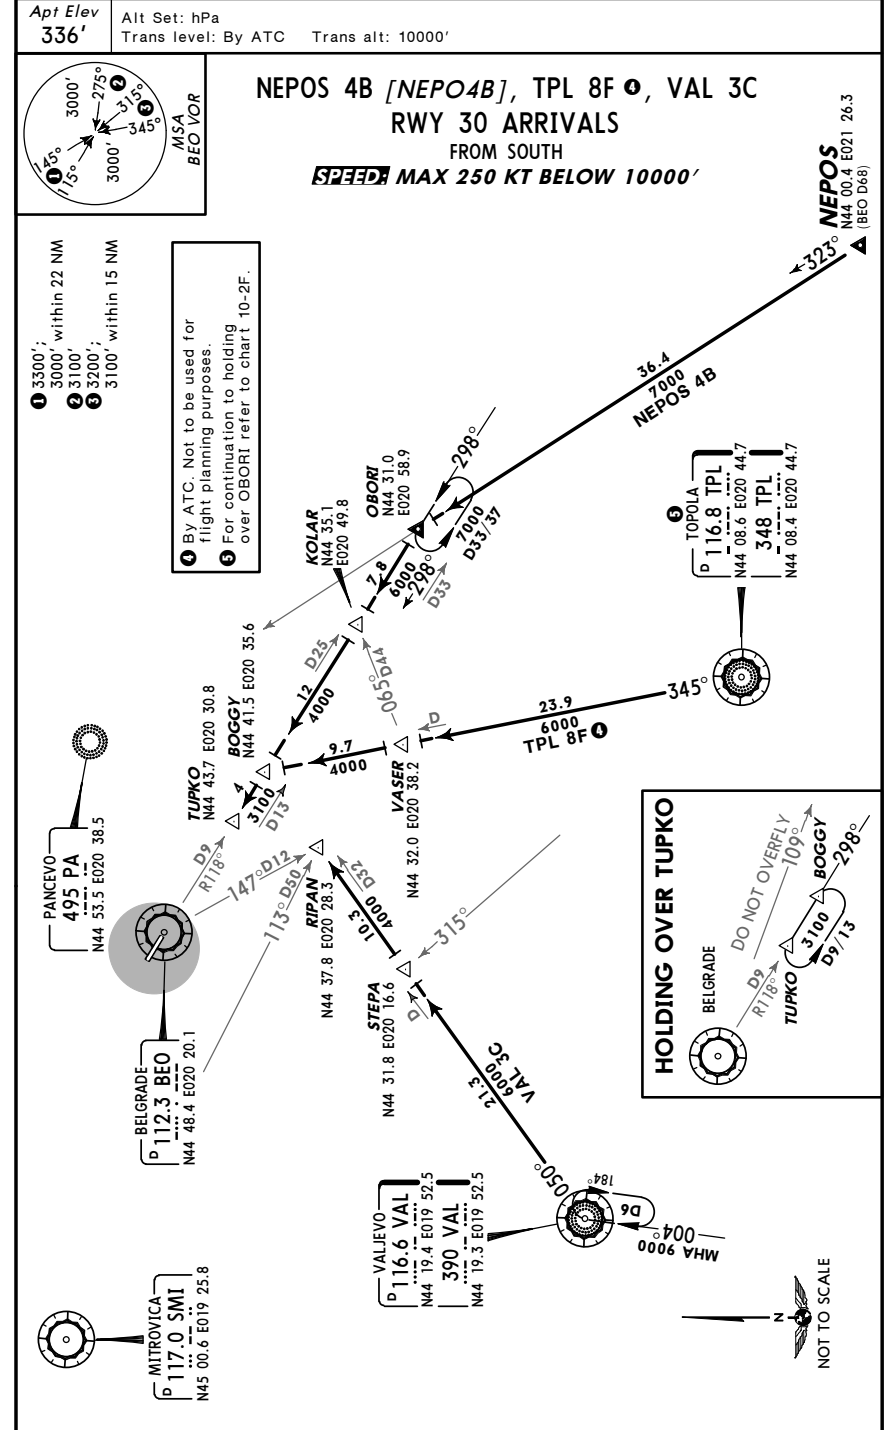 Apt Elev
336'
Alt Set: hPa
Trans level: By ATC Trans alt: 10000'
NEPOS 4B [NEPO4B], TPL 8F 4, VAL 3C
RWY 30 ARRIVALS
FROM SOUTH
SPEED: MAX 250 KT BELOW 10000'
MSA
BEO VOR
3000'
275°
2
315°
3
345°
3000'
145°
1
115°
1 3300';
3000' within 22 NM
2 3100'
3 3200';
3100' within 15 NM
4 By ATC. Not to be used for
flight planning purposes.
5 For continuation to holding
over OBORI refer to chart 10-2F.
NEPOS
N44 00.4 E021 26.3
(BEO D68)
323°
36.4
7000
NEPOS 4B
298°
OBORI
N44 31.0
E020 58.9
7000
D33/37
KOLAR
N44 35.1
E020 49.8
7.8
6000
298°
D33
D25
12
4000
065° D44
BOGGY
N44 41.5 E020 35.6
TUPKO
N44 43.7 E020 30.8
4
3100
D13
D9
R118°
9.7
4000
VASER
N44 32.0 E020 38.2
D
23.9
6000
TPL 8F 4
345°
5
TOPOLA
D 116.8 TPL
N44 08.6 E020 44.7
348 TPL
N44 08.4 E020 44.7
PANCEVO
495 PA
N44 53.5 E020 38.5
147° D12
113° D50
RIPAN
N44 37.8 E020 28.3
D32
10.3
4000
315°
STEPA
N44 31.8 E020 16.6
D
21.3
6000
VAL 3C
050°
BELGRADE
D 112.3 BEO
N44 48.4 E020 20.1
VALJEVO
D 116.6 VAL
N44 19.4 E019 52.5
390 VAL
N44 19.3 E019 52.5
184°
D6
004°
MHA 9000
MITROVICA
D 117.0 SMI
N45 00.6 E019 25.8
HOLDING OVER TUPKO
BELGRADE
DO NOT OVERFLY
109°
D9
R118°
TUPKO
BOGGY
3100
D9/13
298°
N
NOT TO SCALE